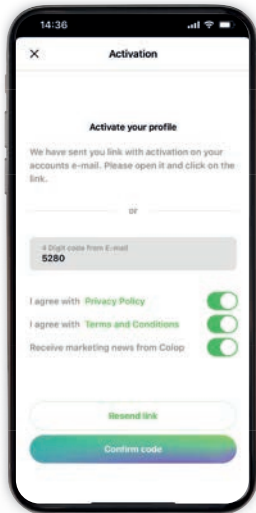 14:36
Activation
Activate your profile
We have sent you link with activation on your
accounts e-mail. Please open it and click on the
link.
or
4 Digit code from E-mail
5280
I agree with Privacy Policy
I agree with Terms and Conditions
Receive marketing news from Colop
Resend link
Confirm code